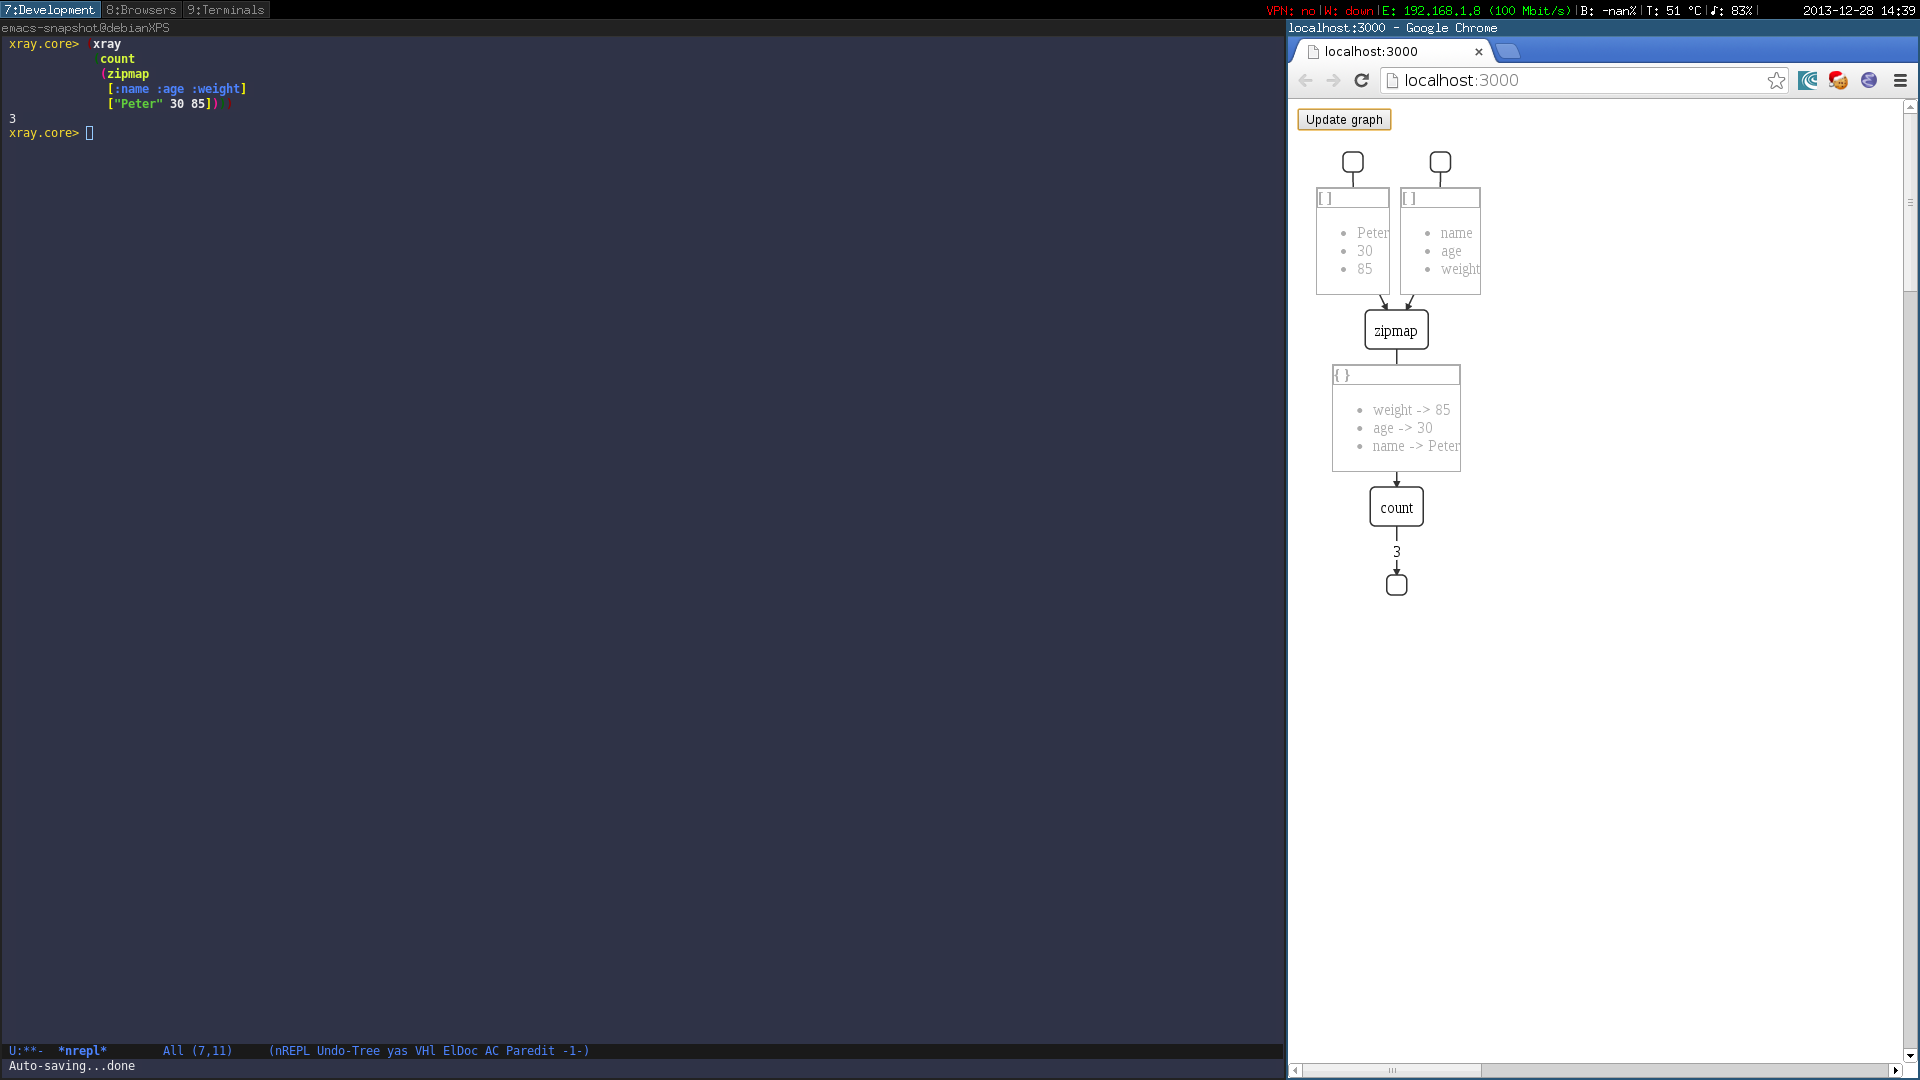 7:Development 8:Browsers 9:Terminals
VPN: no|W: down|E: 192.168.1.8 (100 Mbit/s)|B: -nan%|T: 51 °C|♪: 83%| 2013-12-28 14:39
emacs-snapshot@debianXPS
xray.core> (xray
(count
(zipmap
[:name :age :weight]
["Peter" 30 85])))
3
xray.core>
U:**- *nrepl* All (7,11) (nREPL Undo-Tree yas VHl ElDoc AC Paredit -1-)
Auto-saving...done
localhost:3000 - Google Chrome
localhost:3000
localhost:3000
Update graph
[ ] [ ]
Peter name
30 age
85 weight
zipmap
{ }
weight -> 85
age -> 30
name -> Peter
count
3